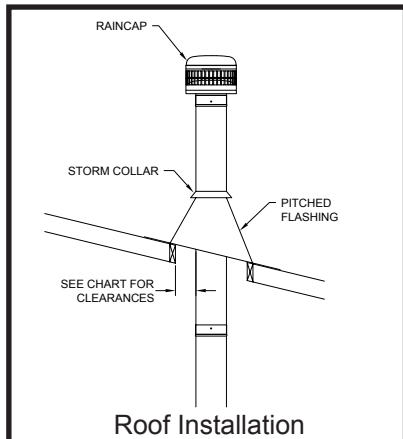 RAINCAP
STORM COLLAR
PITCHED
FLASHING
SEE CHART FOR
CLEARANCES
Roof Installation